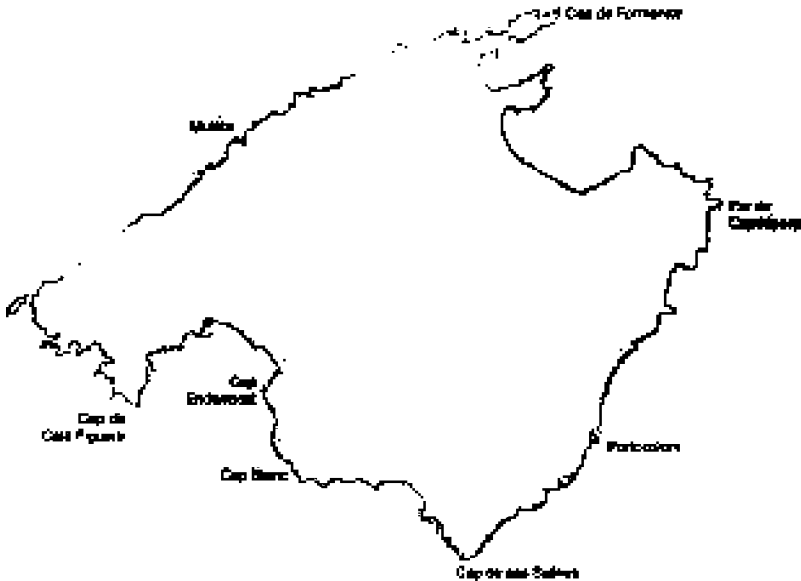 Cap de Formentor
Muleta
Far de
Capdepera
Cap
Enderrocat
Cap de
Cala Figuera
Cap Blanc
Portocolom
Cap de ses Salines